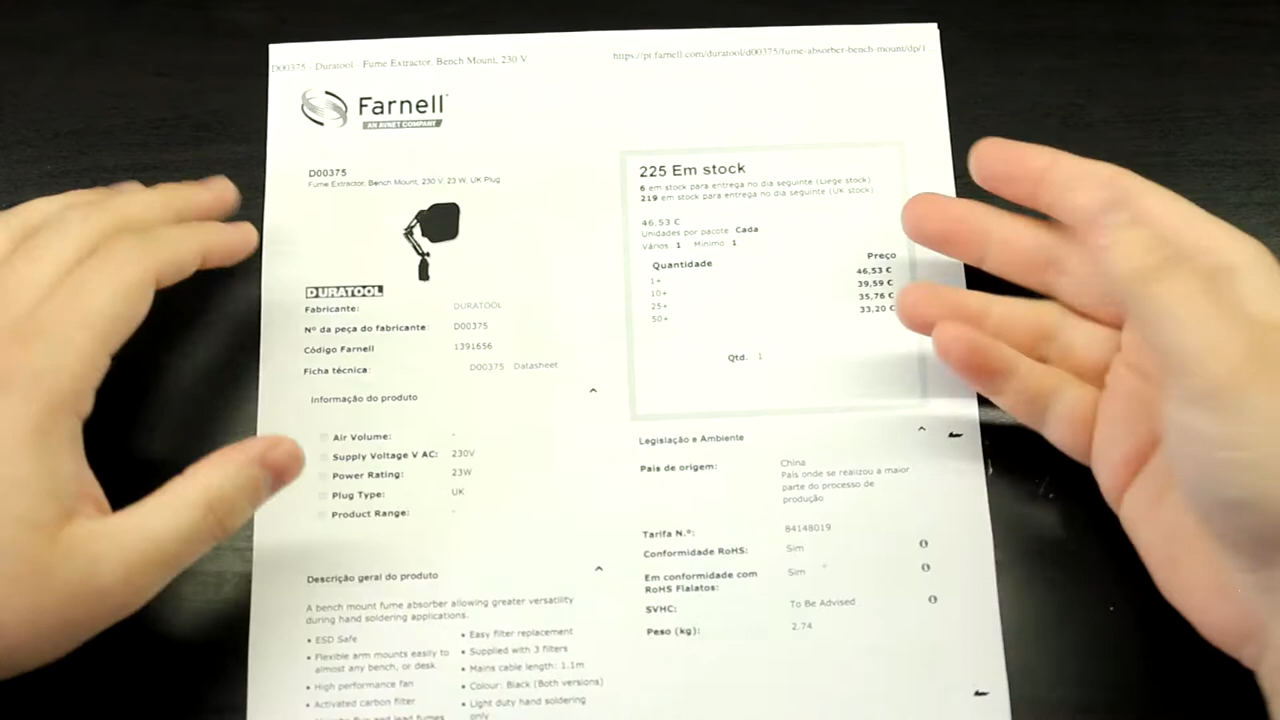 D00375 - Duratool - Fume Extractor, Bench Mount, 230 V
https://pt.farnell.com/duratool/d00375/fume-absorber-bench-mount/dp/1...
Farnell
AN AVNET COMPANY
D00375
Fume Extractor, Bench Mount, 230 V, 23 W, UK Plug
DURATOOL
Fabricante: DURATOOL
Nº da peça do fabricante: D00375
Código Farnell 1391656
Ficha técnica: D00375 Datasheet
Informação do produto
Air Volume: -
Supply Voltage V AC: 230V
Power Rating: 23W
Plug Type: UK
Product Range: -
Descrição geral do produto
A bench mount fume absorber allowing greater versatility
during hand soldering applications.
• ESD Safe
• Flexible arm mounts easily to
almost any bench, or desk.
• High performance fan
• Activated carbon filter
• Easy filter replacement
• Supplied with 3 filters
• Mains cable length: 1.1m
• Colour: Black (Both versions)
• Light duty hand soldering
only
225 Em stock
6 em stock para entrega no dia seguinte (Liege stock)
219 em stock para entrega no dia seguinte (UK stock)
46,53 €
Unidades por pacote Cada
Vários 1 Mínimo 1
Quantidade Preço
1+ 46,53 €
10+ 39,59 €
25+ 35,76 €
50+ 33,20 €
Qtd. 1
Legislação e Ambiente
País de origem: China
País onde se realizou a maior
parte do processo de
produção
Tarifa N.º: 84148019
Conformidade RoHS: Sim
Em conformidade com Sim
RoHS Ftalatos:
SVHC: To Be Advised
Peso (kg): 2.74